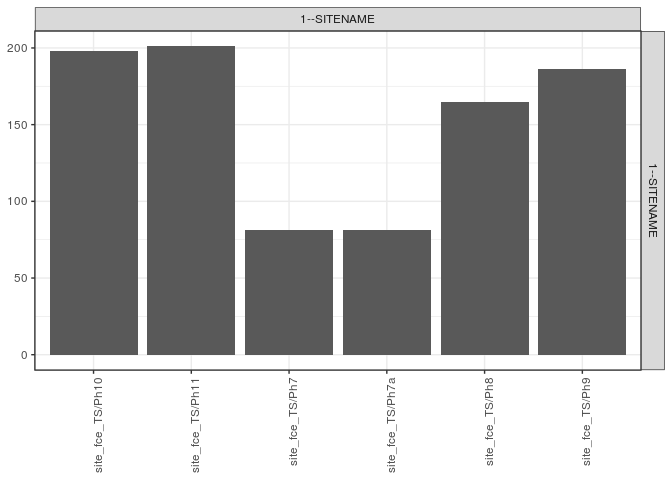 1--SITENAME
200
150
100
50
0
1--SITENAME
site_fce_TS/Ph10
site_fce_TS/Ph11
site_fce_TS/Ph7
site_fce_TS/Ph7a
site_fce_TS/Ph8
site_fce_TS/Ph9